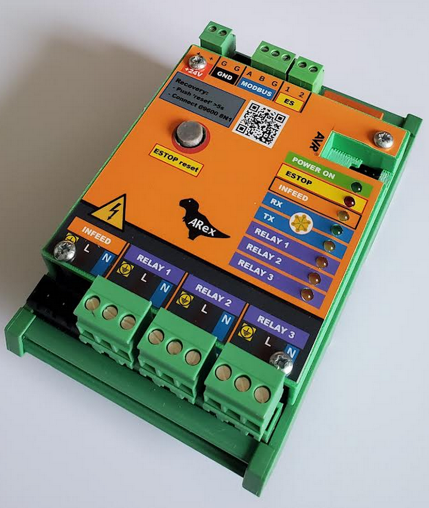 + +
G G A B G 1 2
+24V GND MODBUS ES
Recovery:
- Push 'reset' >5s
- Connect @9600 8N1
ESTOP reset
AVR
POWER ON
ESTOP
INFEED
RX
TX
RELAY 1
RELAY 2
RELAY 3
ARex
INFEED
L N
RELAY 1
L N
RELAY 2
L N
RELAY 3
L N